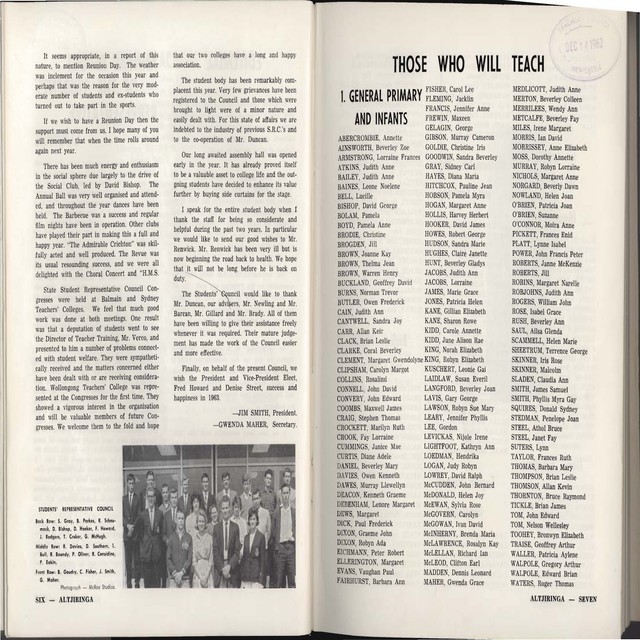 It seems appropriate, in a report of this
nature, to mention Reunion Day. The weather
was inclement for the occasion this year and
perhaps that was the reason for the very mod-
erate number of students and ex-students who
turned out to take part in the sports.
If we wish to have a Reunion Day then the
support must come from us. I hope many of you
will remember that when the time rolls around
again next year.
There has been much energy and enthusiasm
in the social sphere due largely to the drive of
the Social Club, led by David Bishop. The
Annual Ball was very well organised and attend-
ed, and throughout the year dances have been
held. The Barbecue was a success and regular
film nights have been in operation. Other clubs
have played their part in making this a full and
happy year. "The Admirable Crichton" was skil-
fully acted and well produced. The Revue was
its usual resounding success, and we were all
delighted with the Choral Concert and "H.M.S.
State Student Representative Council Con-
gresses were held at Balmain and Sydney
Teachers' Colleges. We feel that much good
work was done at both meetings. One result
was that a deputation of students went to see
the Director of Teacher Training, Mr. Verco, and
presented to him a number of problems connect-
ed with student welfare. They were sympatheti-
cally received and the matters concerned either
have been dealt with or are receiving considera-
tion. Wollongong Teachers' College was repre-
sented at the Congresses for the first time. They
showed a vigorous interest in the organization
and will be valuable members of future Con-
gresses. We welcome them to the fold and hope
that our two colleges have a long and happy
association.
The student body has been remarkably com-
placent this year. Very few grievances have been
registered to the Council and those which were
brought to light were of a minor nature and
easily dealt with. For this state of affairs we are
indebted to the industry of previous S.R.C.'s and
to the co-operation of Mr. Duncan.
Our long awaited assembly hall was opened
early in the year. It has already proved itself
to be a valuable asset to college life and the out-
going students have decided to enhance its value
further by buying side curtains for the stage.
I speak for the entire student body when I
thank the staff for being so considerate and
helpful during the past two years. In particular
we would like to send our good wishes to Mr.
Renwick. Mr. Renwick has been very ill but is
now beginning the road back to health. We hope
that it will not be long before he is back on
duty.
The Students' Council would like to thank
Mr. Duncan, our advisers, Mr. Newling and Mr.
Barcan, Mr. Gillard and Mr. Brady. All of them
have been willing to give their assistance freely
whenever it was required. Their mature judge-
ment has made the work of the Council easier
and more effective.
Finally, on behalf of the present Council, we
wish the President and Vice-President Elect,
Fred Howard and Denise Street, success and
happiness in 1963.
—JIM SMITH, President.
—GWENDA MAHER, Secretary.
STUDENTS' REPRESENTATIVE COUNCIL
Back Row: S. Gray, B. Parkes, R. Schu-
mack, D. Bishop, D. Hooker, F. Howard,
J. Rodgers, T. Craker, G. McHugh.
Middle Row: R. Davies, D. Southern, J.
Bull, R. Boundy, P. Oliver, R. Geraldine,
P. Eakin.
Front Row: B. Gaudry, C. Fisher, J. Smith,
G. Maher.
Photograph — McRae Studios.
SIX — ALTJIRINGA
THOSE WHO WILL TEACH
DEC 14 1962
1. GENERAL PRIMARY
AND INFANTS
ABERCROMBIE, Annette
AINSWORTH, Beverley Zoe
ARMSTRONG, Lorraine Frances
ATKINS, Judith Anne
BAILEY, Judith Anne
BAINES, Leone Noelene
BELL, Lucille
BISHOP, David George
BOLAM, Pamela
BOYD, Pamela Anne
BRODIE, Christine
BROGDEN, Jill
BROWN, Joanne Kay
BROWN, Thelma Jean
BROWN, Warren Henry
BUCKLAND, Geoffrey David
BURNS, Norman Trevor
BUTLER, Owen Frederick
CAIN, Judith Ann
CANTWELL, Sandra Joy
CARR, Allan Keir
CLACK, Brian Leslie
CLARKE, Coral Beverley
CLEMENT, Margaret Gwendolyne
CLIPSHAM, Carolyn Margot
COLLINS, Rosalini
CONNELL, John David
CONVERY, John Edward
COOMBS, Maxwell James
CRAIG, Stephen Thomas
CROCKETT, Marilyn Ruth
CROOK, Fay Lorraine
CUMMINGS, Janice Mae
CURTIS, Diane Adele
DANIEL, Beverley Mary
DAVIES, Owen Kenneth
DAWES, Murray Llewellyn
DEACON, Kenneth Graeme
DEBENHAM, Lenore Margaret
DEWS, Margaret
DICK, Paul Frederick
DIXON, Graeme John
DIXON, Robyn Ada
EICHMANN, Peter Robert
ELLERINGTON, Margaret
EVANS, Vaughan Paul
FAIRHURST, Barbara Ann
FISHER, Carol Lee
FLEMING, Jacklin
FRANCIS, Jennifer Anne
FREWIN, Maxeen
GELAGIN, George
GIBSON, Murray Cameron
GOLDIE, Christine Iris
GOODWIN, Sandra Beverley
GRAY, Sidney Carl
HAYES, Diana Maria
HITCHCOX, Pauline Jean
HOBSON, Pamela Myra
HOGAN, Margaret Anne
HOLLIS, Harvey Herbert
HOOKER, David James
HOWES, Robert George
HUDSON, Sandra Marie
HUGHES, Claire Janette
HUNT, Beverley Gladys
JACOBS, Judith Ann
JACOBS, Lorraine
JAMES, Marie Grace
JONES, Patricia Helen
KANE, Gillian Elizabeth
KANE, Sharon Rowe
KIDD, Carole Annette
KIDD, June Alison Rae
KING, Norah Elizabeth
KING, Robyn Elizabeth
KUSCHERT, Leonie Gai
LAIDLAW, Susan Everil
LANGFORD, Beverley Joan
LAVIS, Gary George
LAWSON, Robyn Sue Mary
LEARY, Jennifer Phyllis
LEE, Gordon
LEVICKAS, Nijole Irene
LIGHTFOOT, Kathryn Ann
LOEDMAN, Hendrika
LOGAN, Judy Robyn
LOWREY, David Ralph
McCUDDEN, John Bernard
McDONALD, Helen Joy
McEWAN, Sylvia Rose
McGOVERN, Carolyn
McGOWAN, Ivan David
McINHERNY, Brenda Maria
McLAWRENCE, Rosalyn Kay
McLELLAN, Richard Ian
McLEOD, Clifton Earl
MADDEN, Dennis Leonard
MAHER, Gwenda Grace
MEDLICOTT, Judith Anne
MERTON, Beverley Colleen
MERRILEES, Wendy Ann
METCALFE, Beverley Fay
MILES, Irene Margaret
MORRIS, Ian David
MORRISSEY, Anne Elizabeth
MOSS, Dorothy Annette
MURRAY, Robyn Lorraine
NICHOLS, Margaret Anne
NORGARD, Beverly Dawn
NOWLAND, Helen Joan
O'BRIEN, Patricia Joan
O'BRIEN, Suzanne
O'CONNOR, Moira Anne
PICKETT, Frances Enid
PLATT, Lynne Isabel
POWER, John Francis Peter
ROBERTS, Janne McKenzie
ROBERTS, Jill
ROBINS, Margaret Narelle
ROBJOHNS, Judith Ann
ROGERS, William John
ROSE, Isabel Grace
RUSH, Beverley Ann
SAUL, Ailsa Glenda
SCAMMELL, Helen Marie
SHEETRUM, Terrence George
SKINNER, Iris Rose
SKINNER, Malcolm
SLADEN, Claudia Ann
SMITH, James Samuel
SMITH, Phyllis Myra Gay
SQUIRES, Donald Sydney
STEDMAN, Penelope Joan
STEEL, Athol Bruce
STEEL, Janet Fay
SUTERS, Lynn
TAYLOR, Frances Ruth
THOMAS, Barbara Mary
THOMPSON, Brian Leslie
THOMSON, Allan Kevin
THORNTON, Bruce Raymond
TICKLE, Brian James
TOM, John Edward
TOM, Nelson Wellesley
TOOHEY, Bronwyn Elizabeth
TRAISE, Geoffrey Arthur
WALLER, Patricia Aylene
WALPOLE, Gregory Arthur
WALPOLE, Edward Brian
WATERS, Roger Thomas
ALTJIRINGA — SEVEN